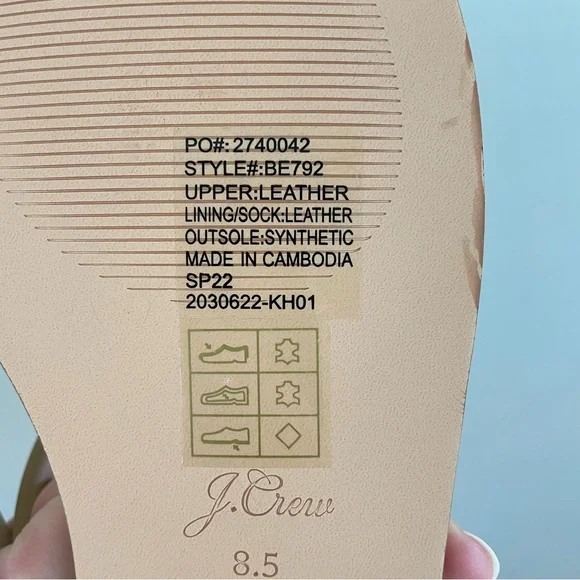 PO#: 2740042
STYLE#:BE792
UPPER:LEATHER
LINING/SOCK:LEATHER
OUTSOLE:SYNTHETIC
MADE IN CAMBODIA
SP22
2030622-KH01
J.Crew
8.5